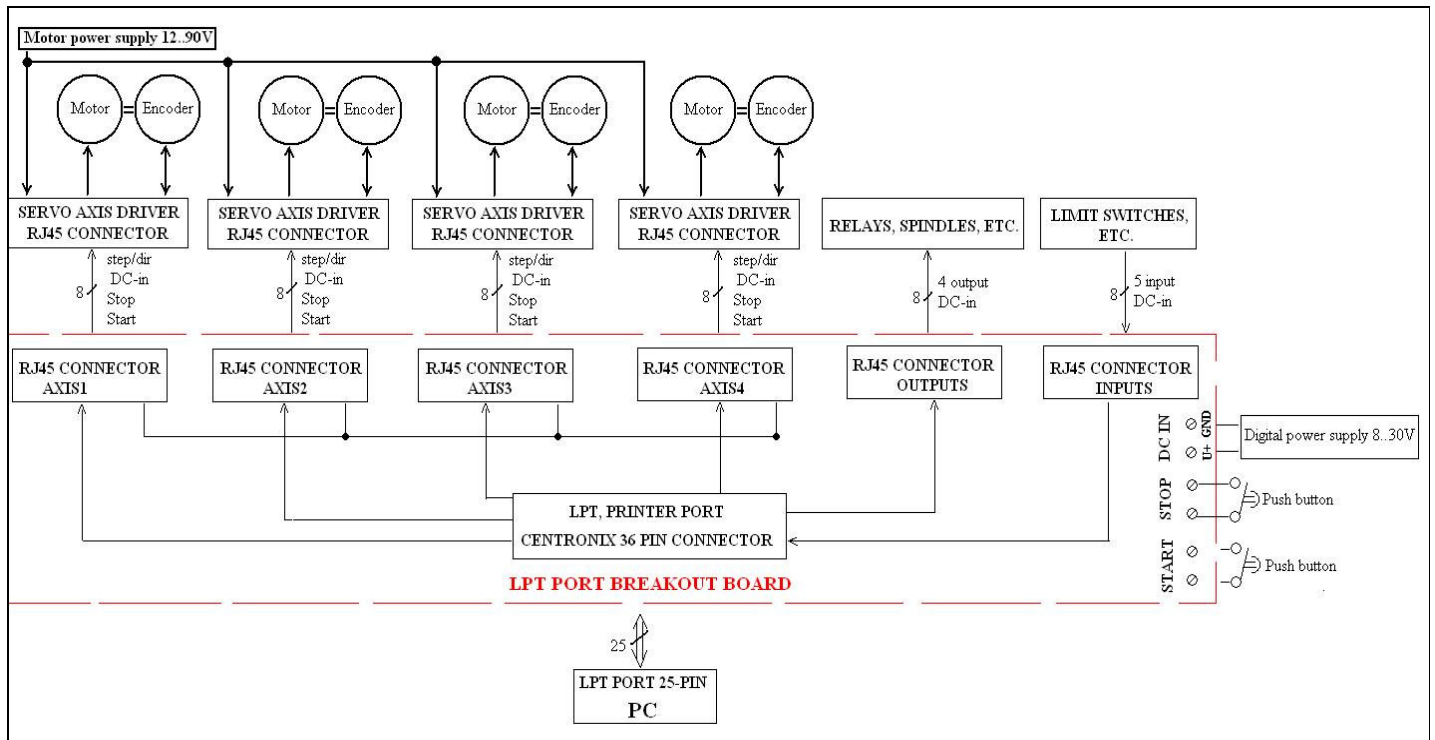 Motor power supply 12..90V
Motor
Encoder
Motor
Encoder
Motor
Encoder
Motor
Encoder
SERVO AXIS DRIVER
RJ45 CONNECTOR
SERVO AXIS DRIVER
RJ45 CONNECTOR
SERVO AXIS DRIVER
RJ45 CONNECTOR
SERVO AXIS DRIVER
RJ45 CONNECTOR
RELAYS, SPINDLES, ETC.
LIMIT SWITCHES,
ETC.
8
step/dir
DC-in
Stop
Start
8
step/dir
DC-in
Stop
Start
8
step/dir
DC-in
Stop
Start
8
step/dir
DC-in
Stop
Start
8
4 output
DC-in
8
5 input
DC-in
RJ45 CONNECTOR
AXIS1
RJ45 CONNECTOR
AXIS2
RJ45 CONNECTOR
AXIS3
RJ45 CONNECTOR
AXIS4
RJ45 CONNECTOR
OUTPUTS
RJ45 CONNECTOR
INPUTS
DC IN
GND
U+
Digital power supply 8..30V
STOP
Push button
START
Push button
LPT, PRINTER PORT
CENTRONIX 36 PIN CONNECTOR
LPT PORT BREAKOUT BOARD
25
LPT PORT 25-PIN
PC